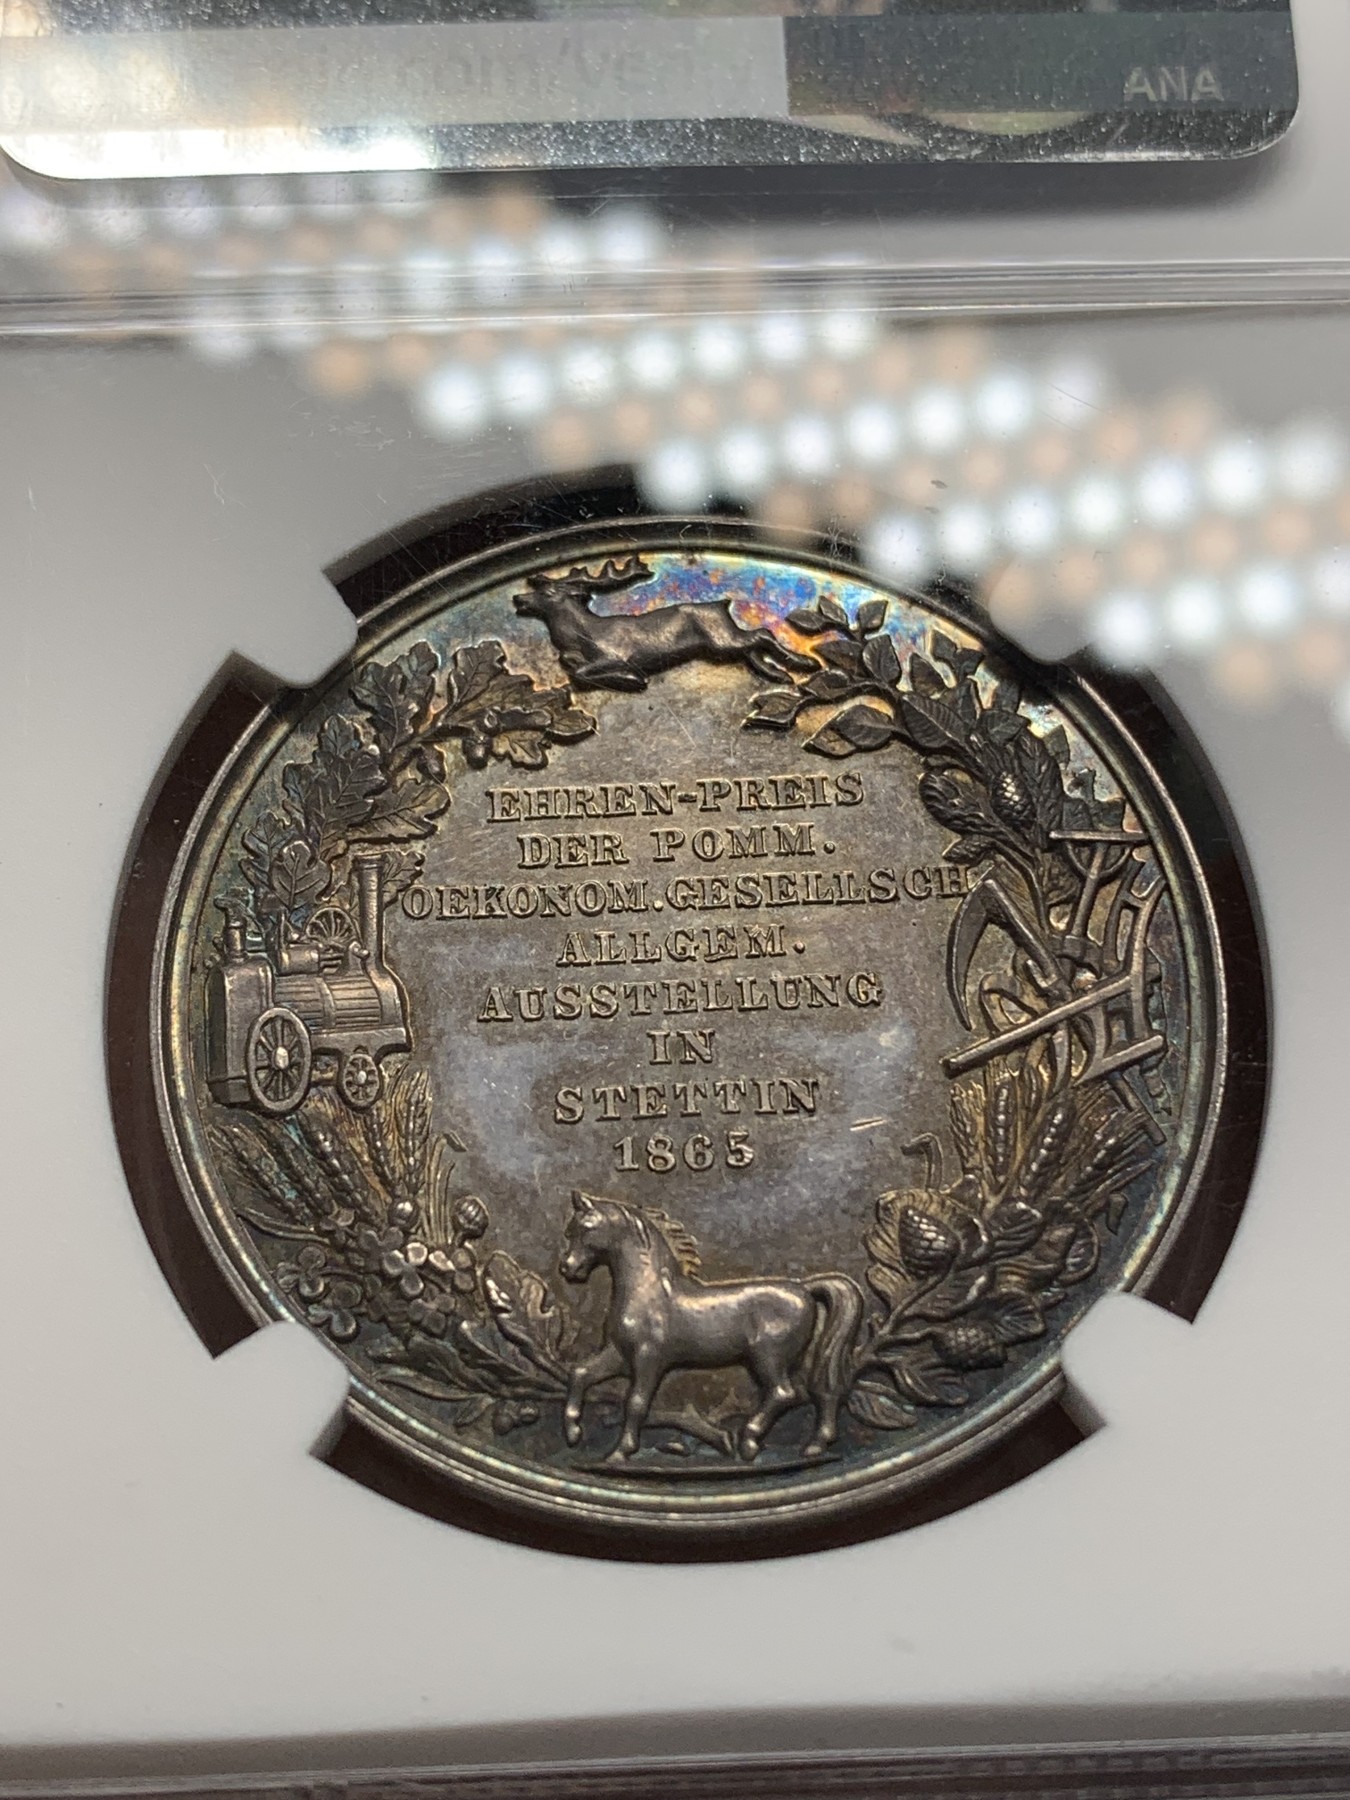 ANA
EHREN-PREIS
DER POMM.
OEKONOM.GESELLSCH
ALLGEM.
AUSSTELLUNG
IN
STETTIN
1865